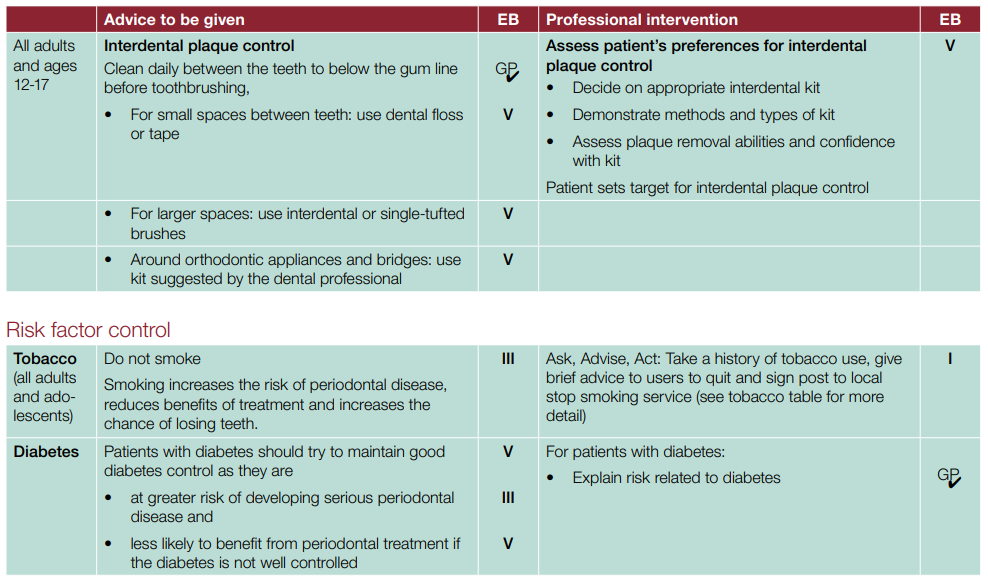 Advice to be given EB Professional intervention EB
All adults
and ages
12-17
Interdental plaque control
Clean daily between the teeth to below the gum line
before toothbrushing,
GP✔
• For small spaces between teeth: use dental floss
or tape
V
Assess patient's preferences for interdental
plaque control
V
• Decide on appropriate interdental kit
• Demonstrate methods and types of kit
• Assess plaque removal abilities and confidence
with kit
Patient sets target for interdental plaque control
• For larger spaces: use interdental or single-tufted
brushes
V
• Around orthodontic appliances and bridges: use
kit suggested by the dental professional
V
Risk factor control
Tobacco
(all adults
and ado-
lescents)
Do not smoke
III
Smoking increases the risk of periodontal disease,
reduces benefits of treatment and increases the
chance of losing teeth.
Ask, Advise, Act: Take a history of tobacco use, give
brief advice to users to quit and sign post to local
stop smoking service (see tobacco table for more
detail)
I
Diabetes
Patients with diabetes should try to maintain good
diabetes control as they are
V
• at greater risk of developing serious periodontal
disease and
III
• less likely to benefit from periodontal treatment if
the diabetes is not well controlled
V
For patients with diabetes:
• Explain risk related to diabetes
GP✔